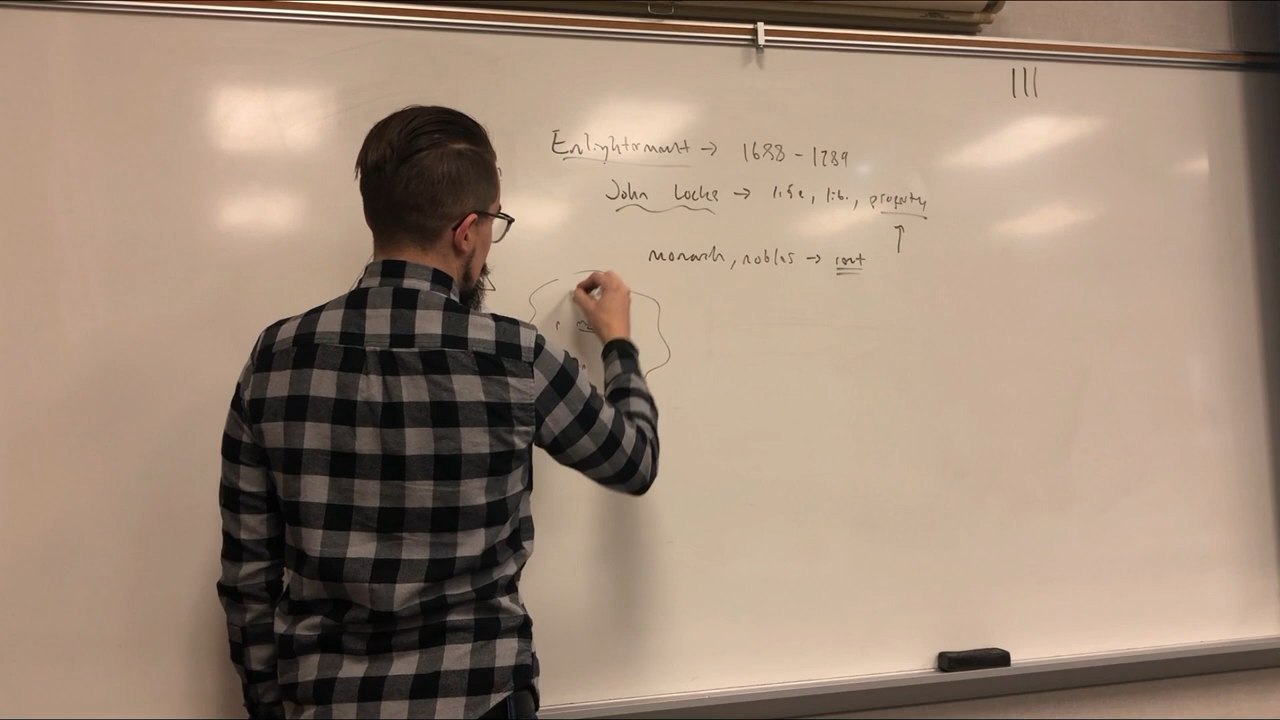 Enlightenment → 1688 - 1789
John Locke → life, lib., property
↑
monarch, nobles → rent